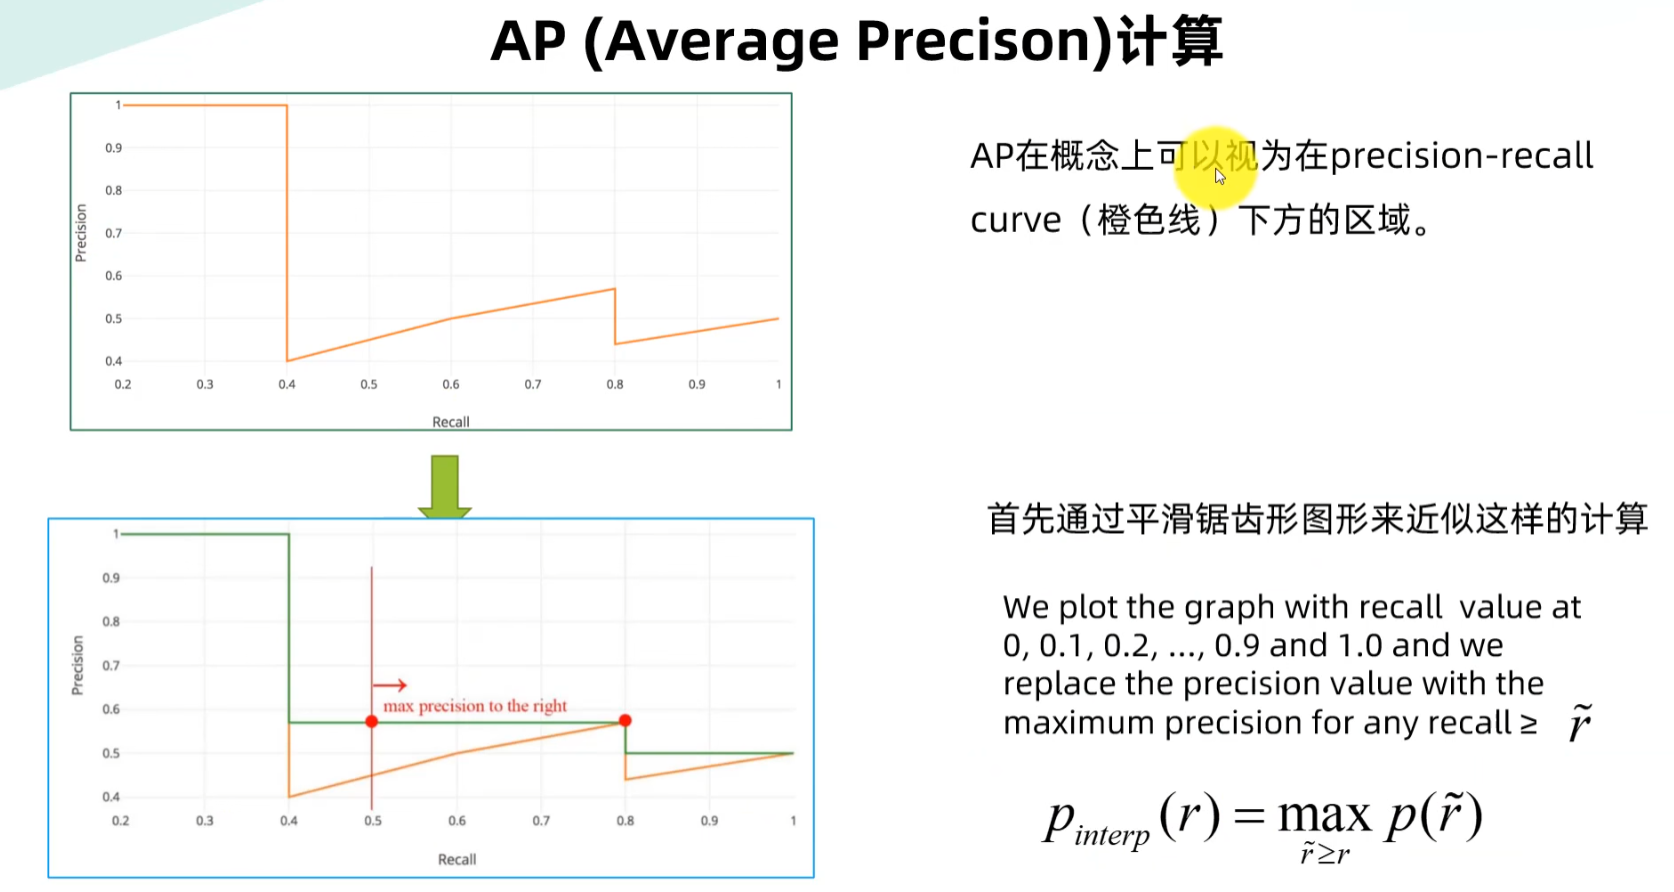 AP (Average Precison)计算
1
0.9
0.8
0.7
0.6
0.5
0.4
Precision
0.2 0.3 0.4 0.5 0.6 0.7 0.8 0.9 1
Recall
AP在概念上可以视为在precision-recall
curve（橙色线）下方的区域。
1
0.9
0.8
0.7
0.6
0.5
0.4
Precision
max precision to the right
0.2 0.3 0.4 0.5 0.6 0.7 0.8 0.9 1
Recall
首先通过平滑锯齿形图形来近似这样的计算
We plot the graph with recall value at
0, 0.1, 0.2, ..., 0.9 and 1.0 and we
replace the precision value with the
maximum precision for any recall ≥ r̃
p_interp(r) = max_{r̃≥r} p(r̃)